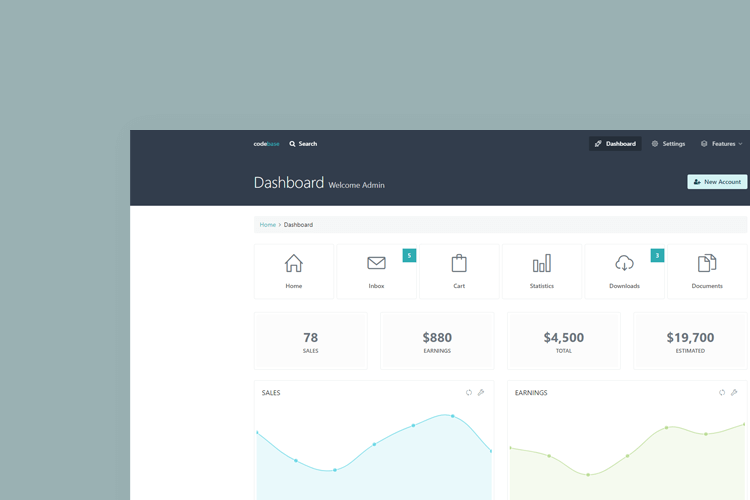 codebase Search Dashboard Settings Features
Dashboard Welcome Admin New Account
Home > Dashboard
5 3
Home Inbox Cart Statistics Downloads Documents
78 $880 $4,500 $19,700
SALES EARNINGS TOTAL ESTIMATED
SALES EARNINGS